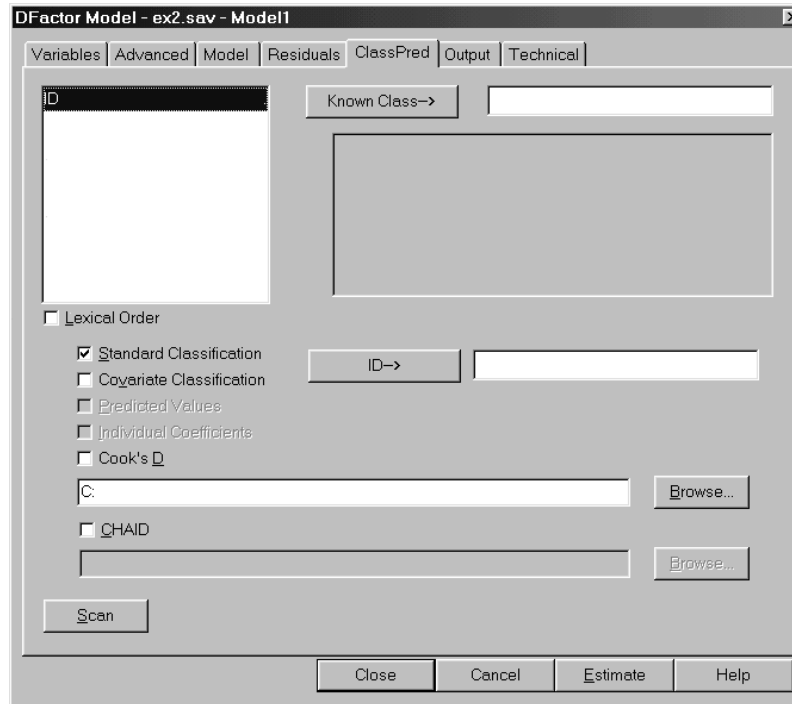 DFactor Model - ex2.sav - Model1
Variables Advanced Model Residuals ClassPred Output Technical
ID
Known Class–>
Lexical Order
Standard Classification
ID–>
Covariate Classification
Predicted Values
Individual Coefficients
Cook's D
C:
Browse...
CHAID
Browse...
Scan
Close Cancel Estimate Help